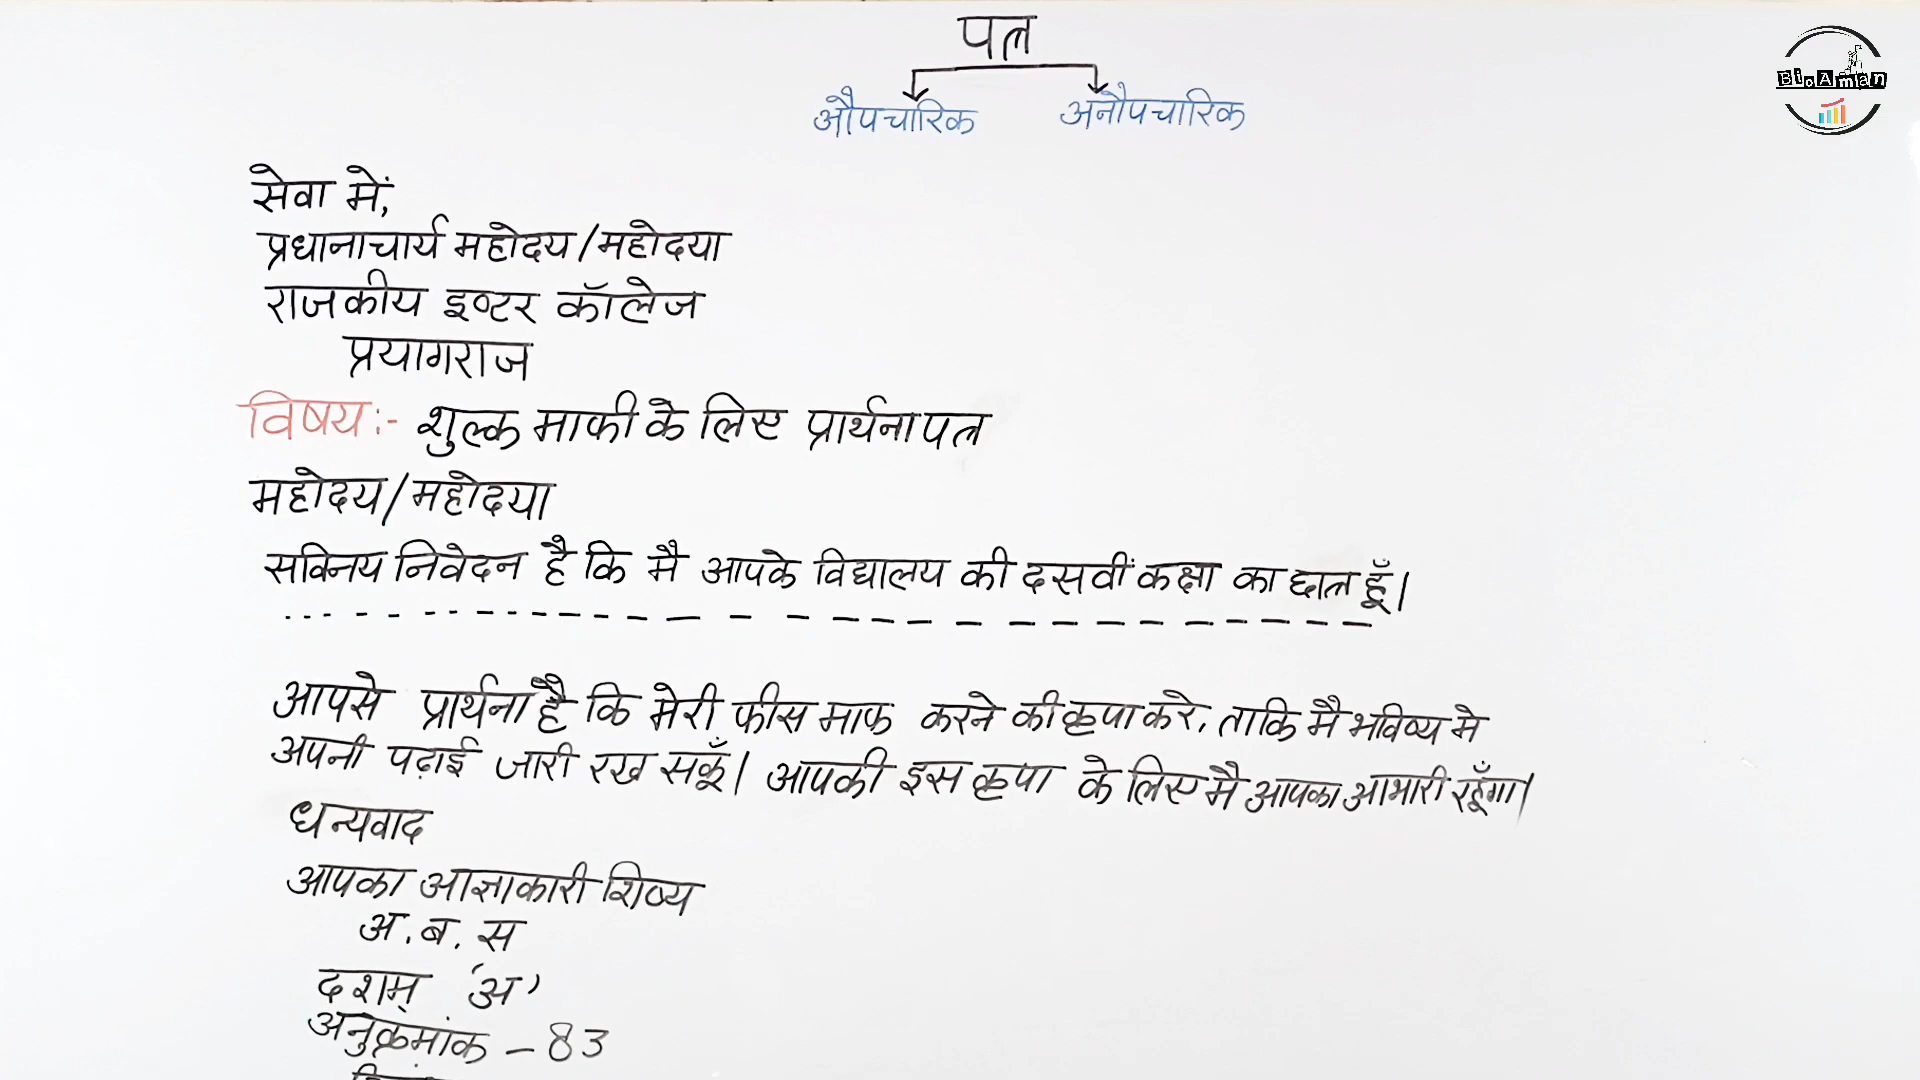 पत्र
औपचारिक अनौपचारिक
BioAman
सेवा में,
प्रधानाचार्य महोदय/महोदया
राजकीय इण्टर कॉलेज
प्रयागराज
विषय:- शुल्क माफी के लिए प्रार्थना पत्र
महोदय/महोदया
सविनय निवेदन है कि मै आपके विद्यालय की दसवीं कक्षा का छात्र हूँ।
आपसे प्रार्थना है कि मेरी फीस माफ करने की कृपा करे, ताकि मै भविष्य मे
अपनी पढ़ाई जारी रख सकूँ। आपकी इस कृपा के लिए मै आपका आभारी रहूँगा।
धन्यवाद
आपका आज्ञाकारी शिष्य
अ.ब.स
दशम् 'अ'
अनुक्रमांक - 83